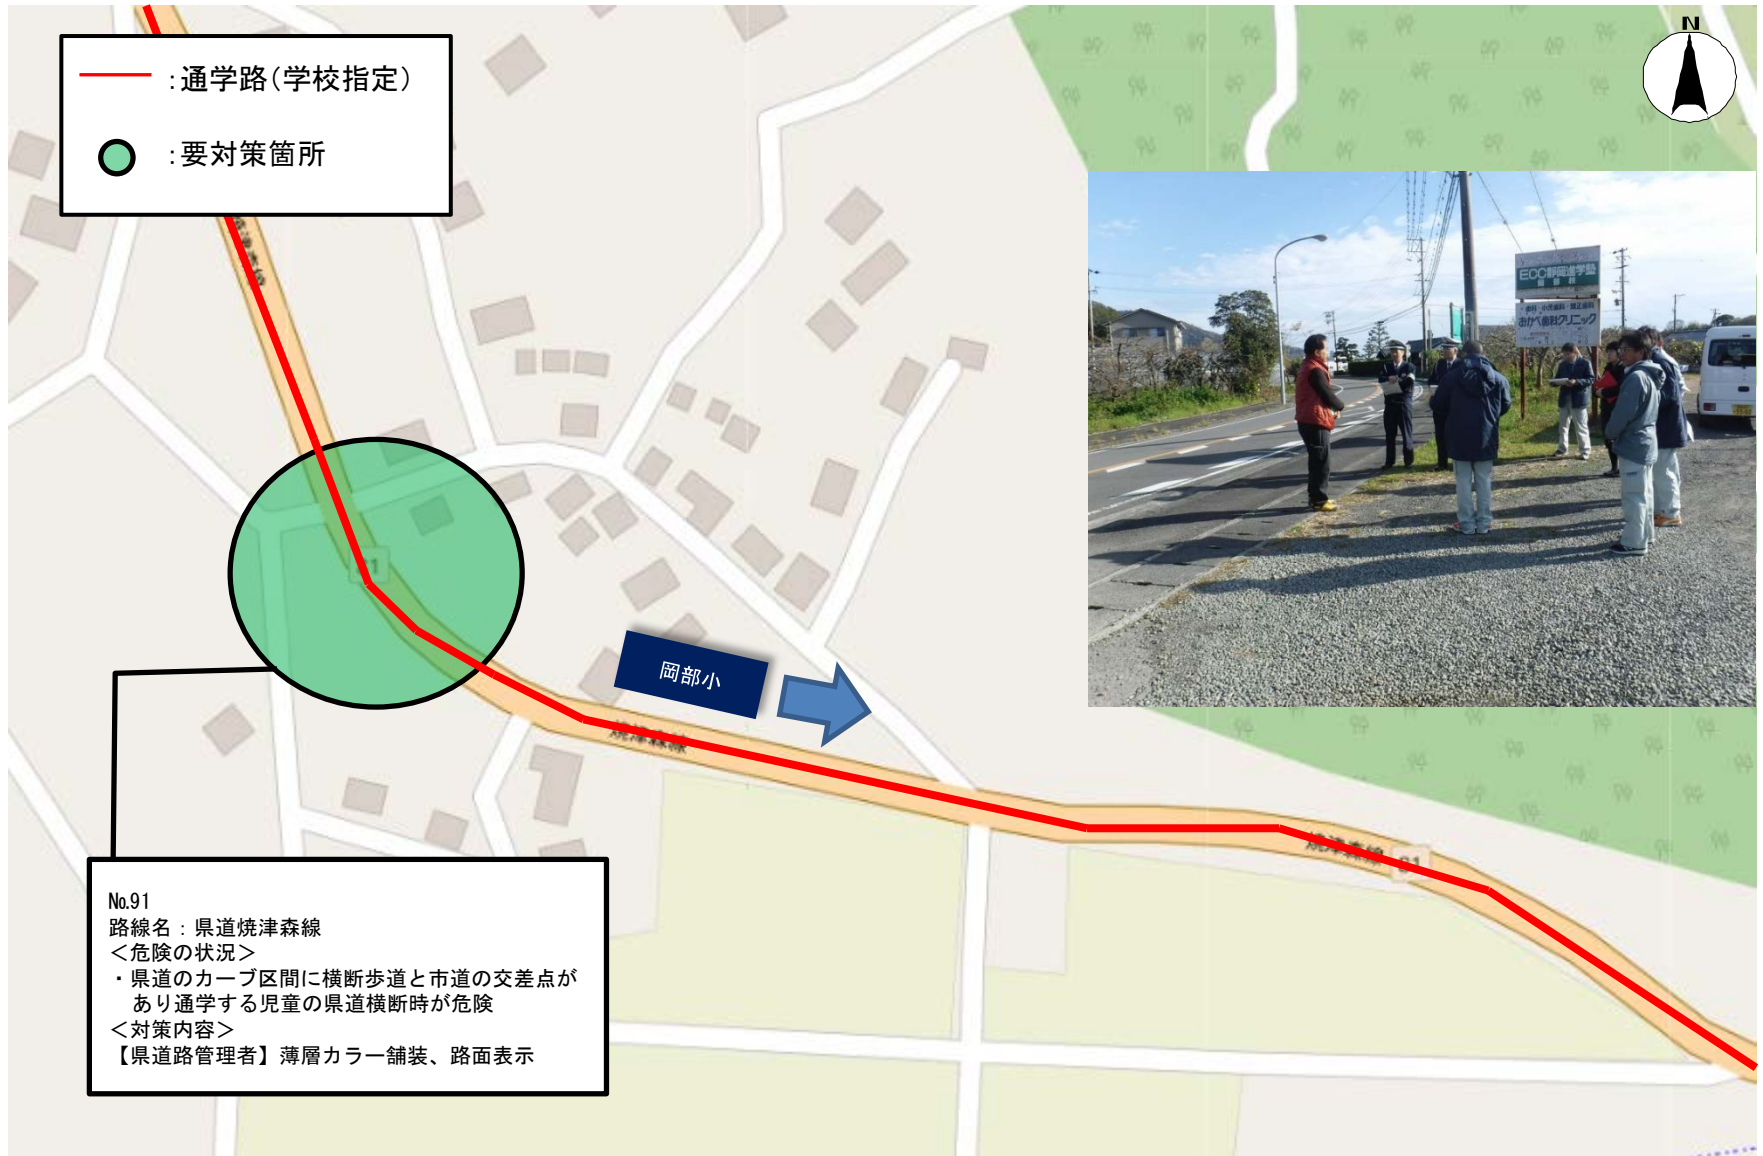 :通学路(学校指定)
:要対策箇所
N
ECC静岡進学塾
おかべ歯科クリニック
岡部小
焼津森線
焼津森線
81
No.91
路線名：県道焼津森線
＜危険の状況＞
・県道のカーブ区間に横断歩道と市道の交差点が
あり通学する児童の県道横断時が危険
＜対策内容＞
【県道路管理者】薄層カラー舗装、路面表示